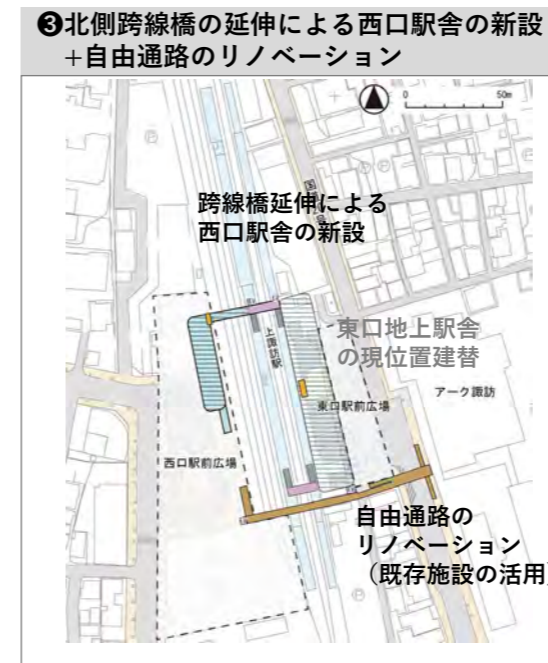 ❸北側跨線橋の延伸による西口駅舎の新設
+自由通路のリノベーション
0 50m
跨線橋延伸による
西口駅舎の新設
上諏訪駅
東口地上駅舎
の現位置建替
アーク諏訪
東口駅前広場
西口駅前広場
自由通路の
リノベーション
(既存施設の活用)